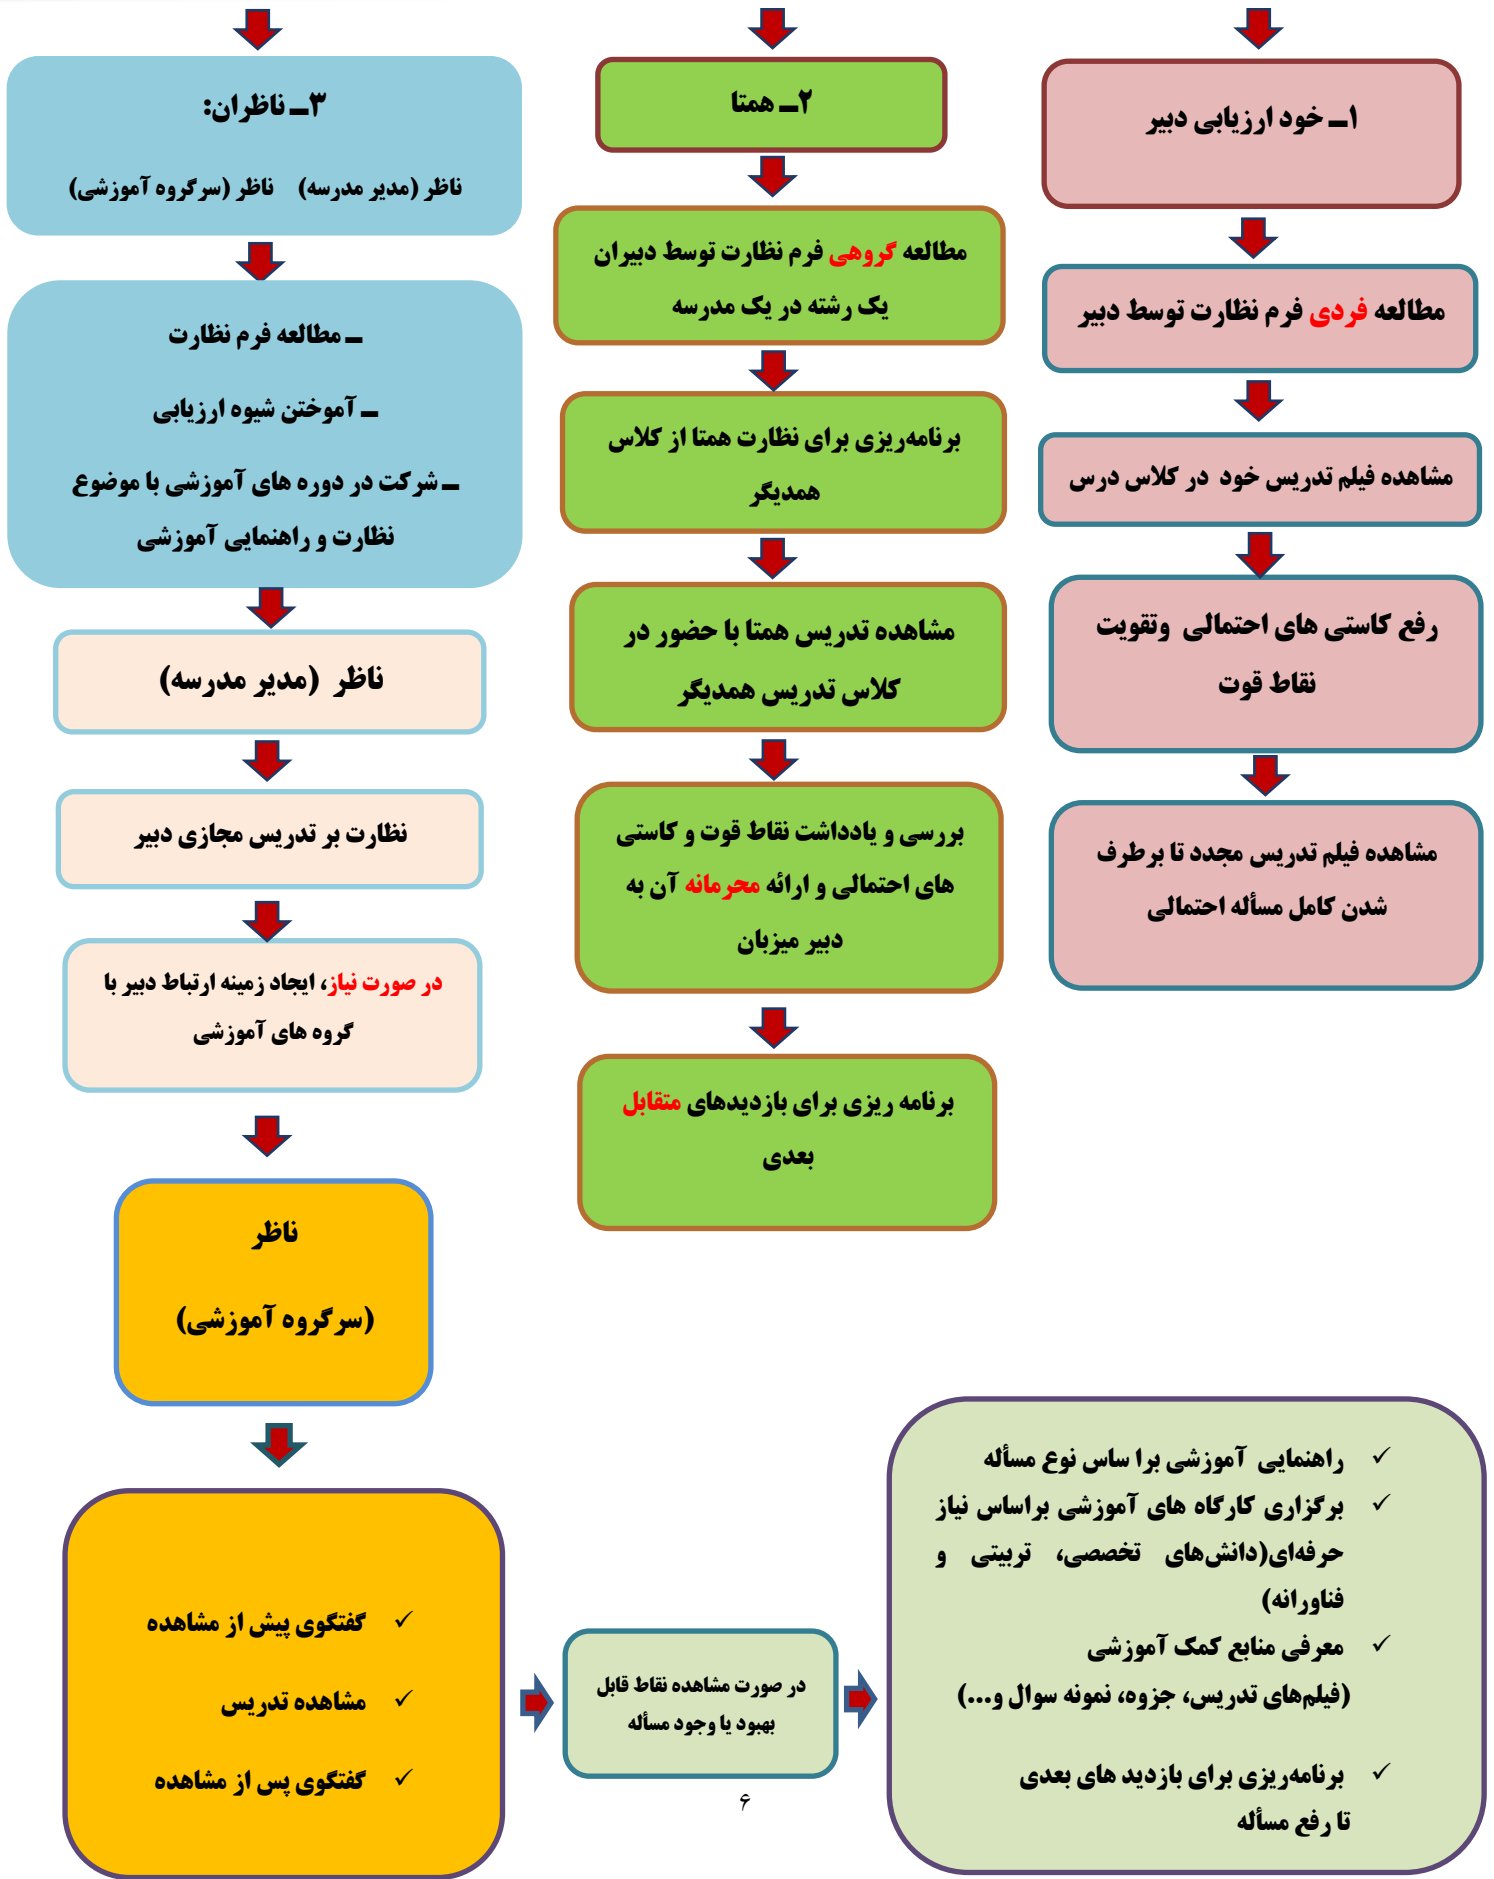 ۱ــ خود ارزیابی دبیر
مطالعه فردی فرم نظارت توسط دبیر
مشاهده فیلم تدریس خود در کلاس درس
رفع کاستی های احتمالی وتقویت
نقاط قوت
مشاهده فیلم تدریس مجدد تا برطرف
شدن کامل مسأله احتمالی
۲ــ همتا
مطالعه گروهی فرم نظارت توسط دبیران
یک رشته در یک مدرسه
برنامه‌ریزی برای نظارت همتا از کلاس
همدیگر
مشاهده تدریس همتا با حضور در
کلاس تدریس همدیگر
بررسی و یادداشت نقاط قوت و کاستی
های احتمالی و ارائه محرمانه آن به
دبیر میزبان
برنامه ریزی برای بازدیدهای متقابل
بعدی
۳ــ ناظران:
ناظر (مدیر مدرسه) ناظر (سرگروه آموزشی)
ــ مطالعه فرم نظارت
ــ آموختن شیوه ارزیابی
ــ شرکت در دوره های آموزشی با موضوع
نظارت و راهنمایی آموزشی
ناظر (مدیر مدرسه)
نظارت بر تدریس مجازی دبیر
در صورت نیاز، ایجاد زمینه ارتباط دبیر با
گروه های آموزشی
ناظر
(سرگروه آموزشی)
✓ گفتگوی پیش از مشاهده
✓ مشاهده تدریس
✓ گفتگوی پس از مشاهده
در صورت مشاهده نقاط قابل
بهبود یا وجود مسأله
✓ راهنمایی آموزشی برا ساس نوع مسأله
✓ برگزاری کارگاه های آموزشی براساس نیاز
حرفه‌ای(دانش‌های تخصصی، تربیتی و
فناورانه)
✓ معرفی منابع کمک آموزشی
(فیلم‌های تدریس، جزوه، نمونه سوال و...)
✓ برنامه‌ریزی برای بازدید های بعدی
تا رفع مسأله
۶